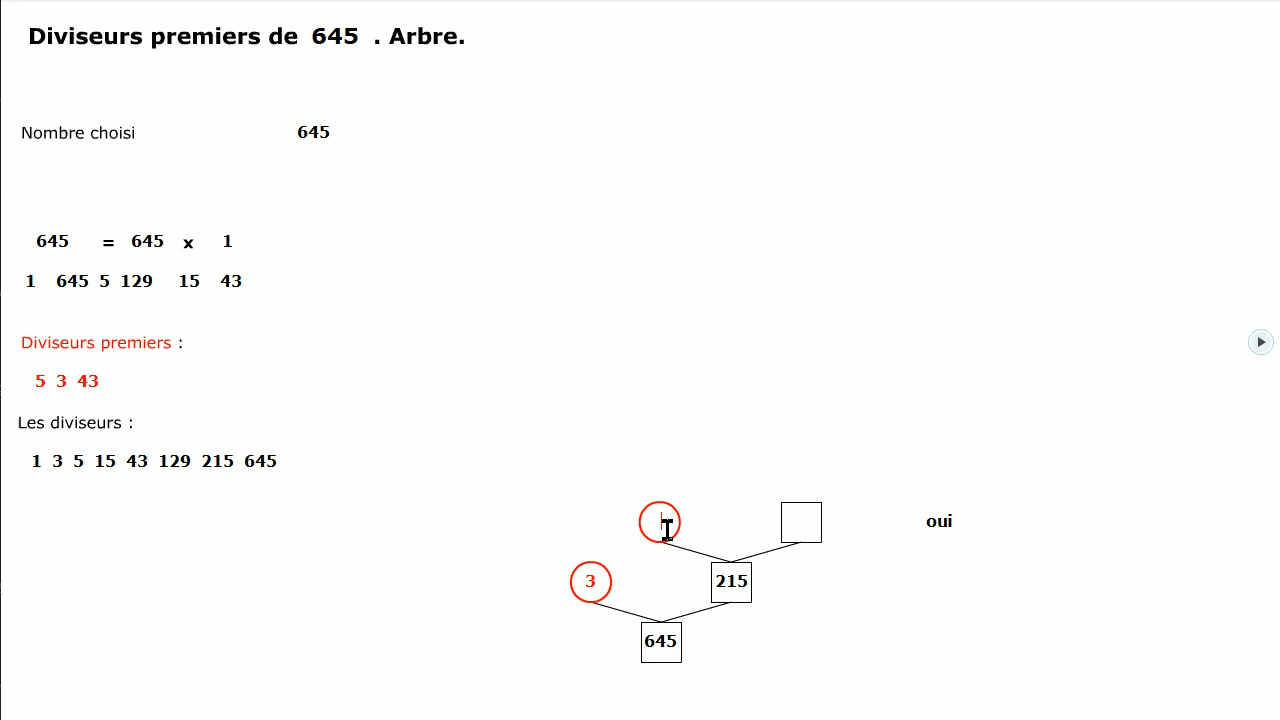 Diviseurs premiers de 645 . Arbre.
Nombre choisi 645
645 = 645 x 1
1 645 5 129 15 43
Diviseurs premiers :
5 3 43
Les diviseurs :
1 3 5 15 43 129 215 645
oui
3 215
645